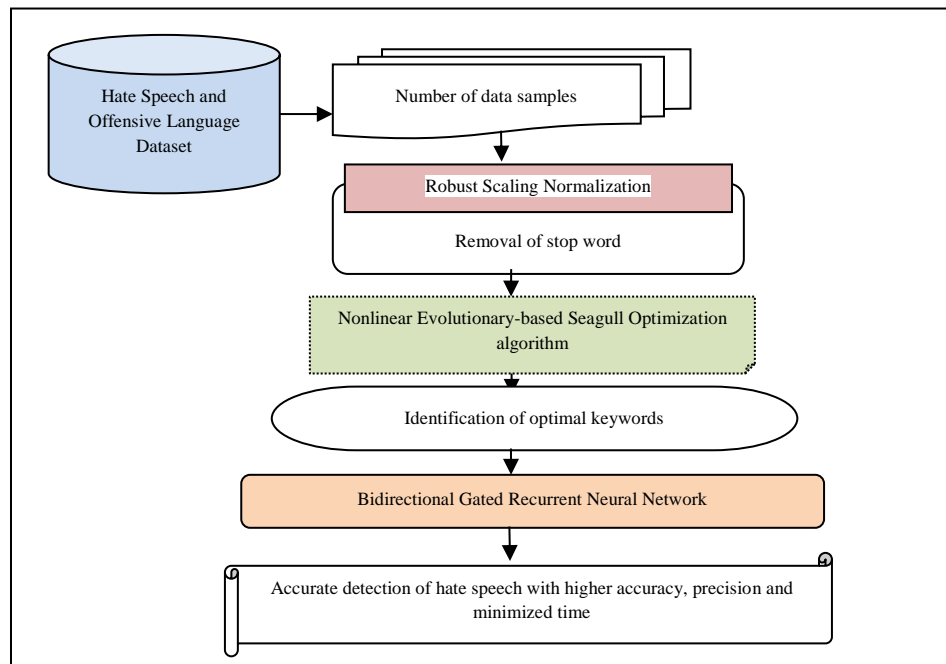 Hate Speech and
Offensive Language
Dataset
Number of data samples
Robust Scaling Normalization
Removal of stop word
Nonlinear Evolutionary-based Seagull Optimization
algorithm
Identification of optimal keywords
Bidirectional Gated Recurrent Neural Network
Accurate detection of hate speech with higher accuracy, precision and
minimized time